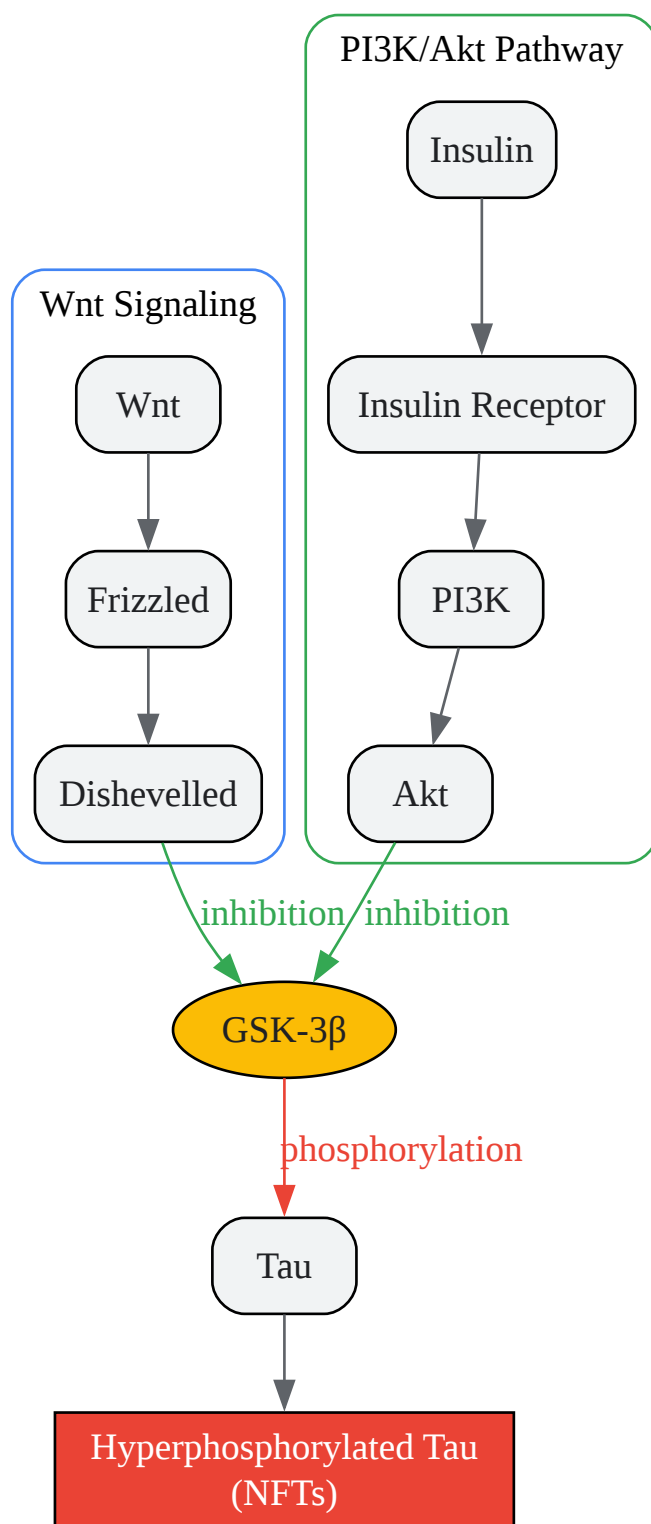 PI3K/Akt Pathway
Insulin
Wnt Signaling
Wnt
Insulin Receptor
Frizzled
PI3K
Dishevelled
Akt
inhibition
inhibition
GSK-3β
phosphorylation
Tau
Hyperphosphorylated Tau
(NFTs)